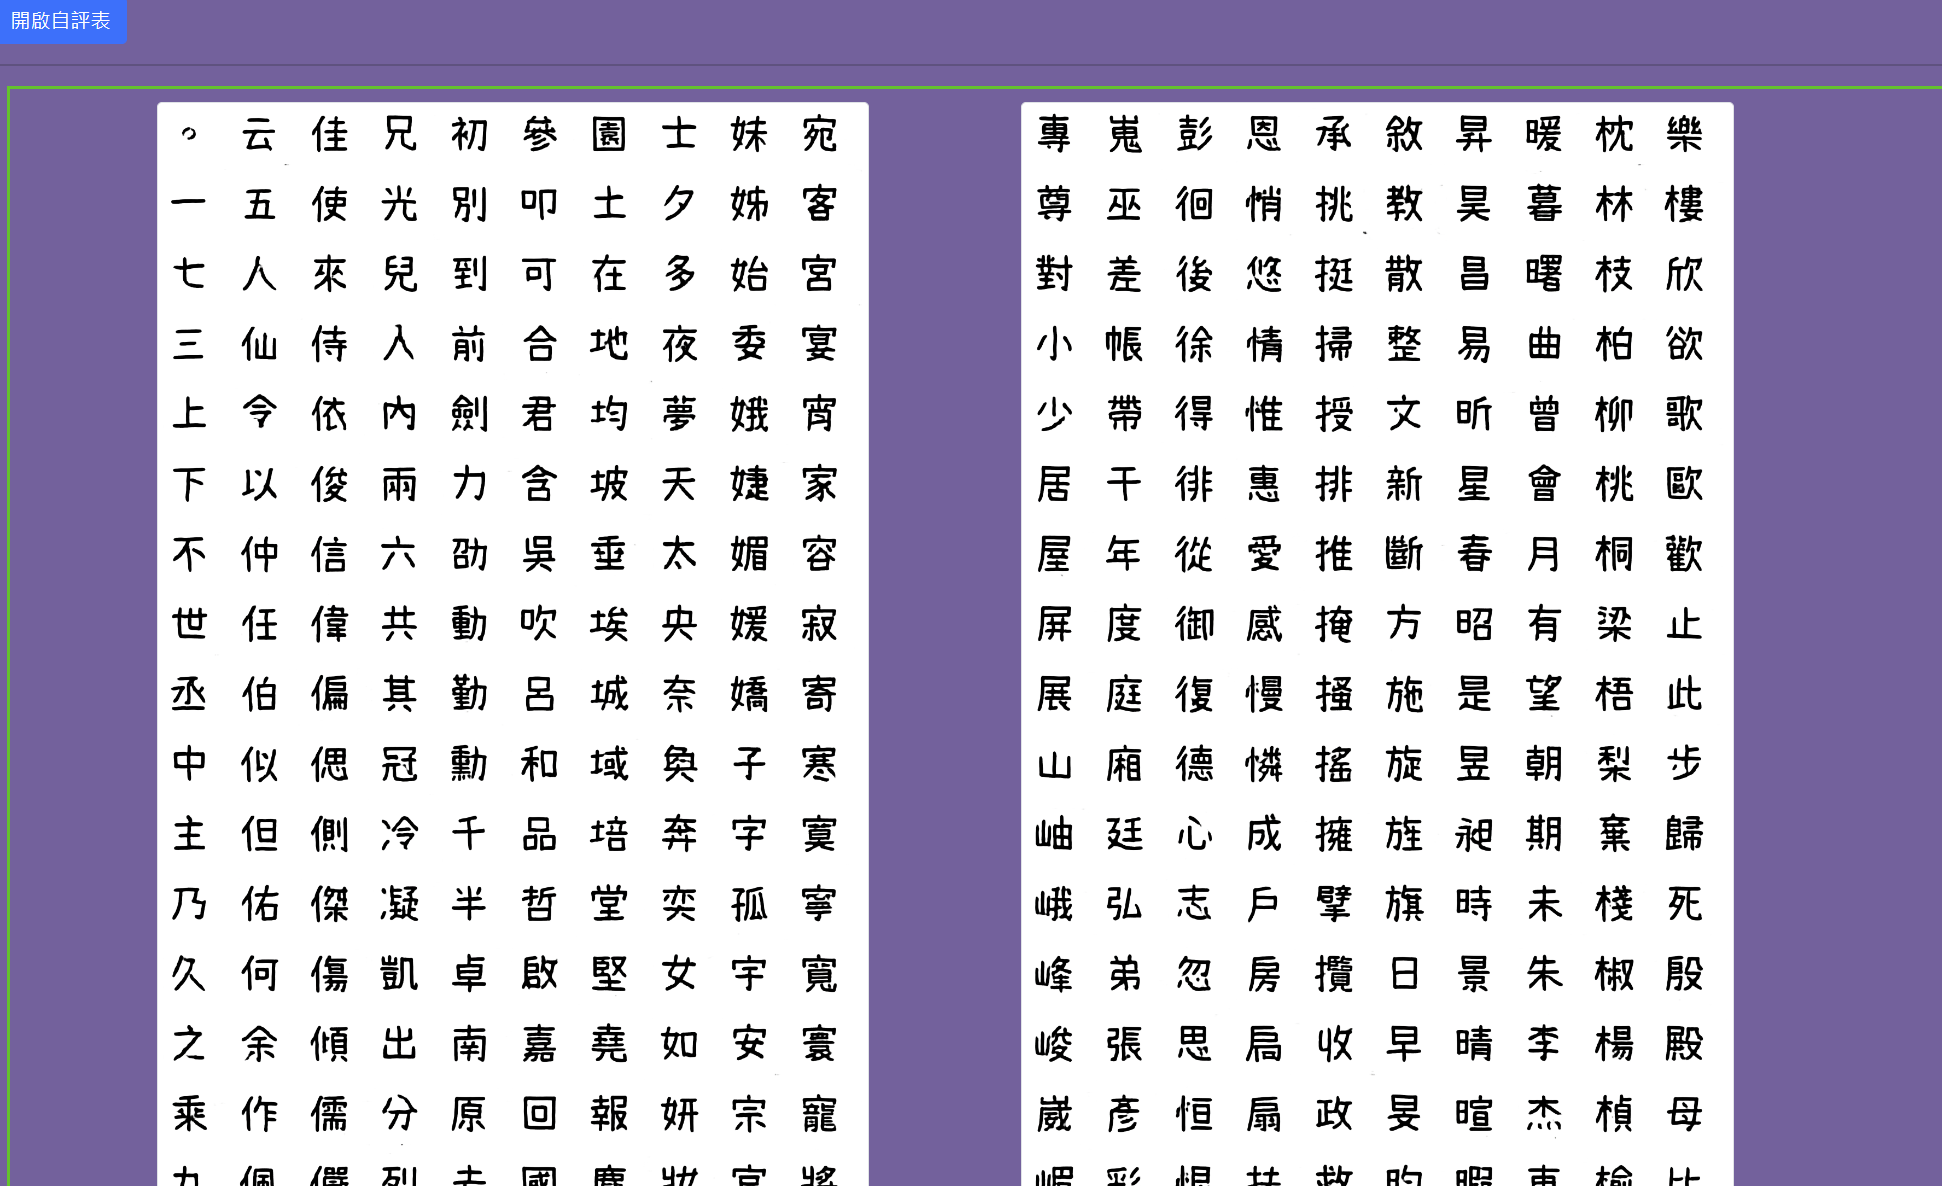 開啟自評表
。云佳兄初參園士妹宛
一五使光別叩土夕姊客
七人來兒到可在多始宮
三仙侍入前合地夜委宴
上令依內劍君均夢娥宵
下以俊兩力含坡天婕家
不仲信六劭吳垂太媚容
世任偉共動吹埃央媛寂
丞伯偏其勤呂城奈嬌寄
中似偲冠勳和域奐子寒
主但側冷千品培奔字寞
乃佑傑凝半哲堂奕孤寧
久何傷凱卓啟堅女宇寬
之余傾出南嘉堯如安寰
乘作儒分原回報妍宗寵
專嵬彭恩承敘昇暖枕樂
尊巫徊悄挑教昊暮林樓
對差後悠挺散昌曙枝欣
小帳徐情掃整易曲柏欲
少帶得惟授文昕曾柳歌
居干徘惠排新星會桃歐
屋年從愛推斷春月桐歡
屏度御感掩方昭有梁止
展庭復慢搔施是望梧此
山廂德憐搖旋昱朝梨步
岫廷心成擁旌昶期棄歸
峨弘志戶擘旗時未棧死
峰弟忽房攬日景朱椒殷
峻張思扃收早晴李楊殿
崴彥恒扇政旻暄杰楨母